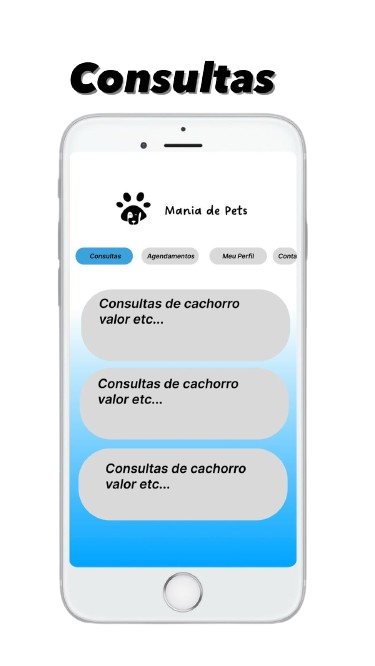 Consultas
Mania de Pets
Consultas Agendamentos Meu Perfil Conta
Consultas de cachorro
valor etc...
Consultas de cachorro
valor etc...
Consultas de cachorro
valor etc...